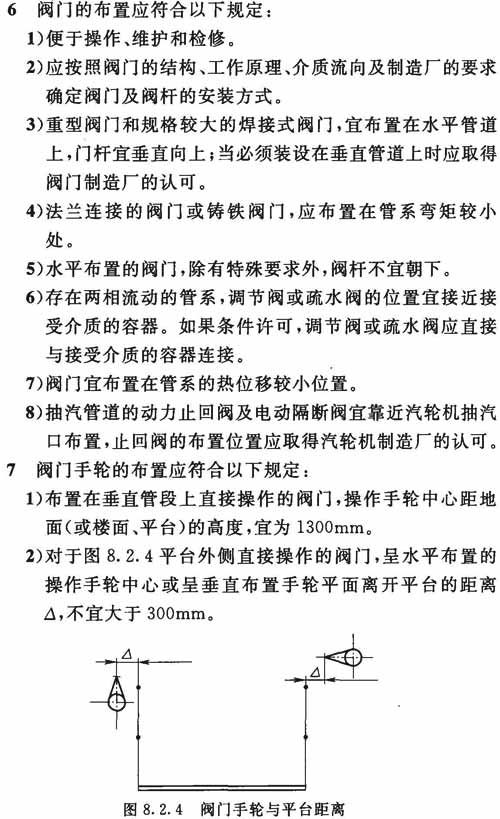 6 阀门的布置应符合以下规定:
1)便于操作、维护和检修。
2)应按照阀门的结构、工作原理、介质流向及制造厂的要求
确定阀门及阀杆的安装方式。
3)重型阀门和规格较大的焊接式阀门,宜布置在水平管道
上,门杆宜垂直向上;当必须装设在垂直管道上时应取得
阀门制造厂的认可。
4)法兰连接的阀门或铸铁阀门,应布置在管系弯矩较小
处。
5)水平布置的阀门,除有特殊要求外,阀杆不宜朝下。
6)存在两相流动的管系,调节阀或疏水阀的位置宜接近接
受介质的容器。如果条件许可,调节阀或疏水阀应直接
与接受介质的容器连接。
7)阀门宜布置在管系的热位移较小位置。
8)抽汽管道的动力止回阀及电动隔断阀宜靠近汽轮机抽汽
口布置,止回阀的布置位置应取得汽轮机制造厂的认可。
7 阀门手轮的布置应符合以下规定:
1)布置在垂直管段上直接操作的阀门,操作手轮中心距地
面(或楼面、平台)的高度,宜为 1300mm。
2)对于图 8.2.4 平台外侧直接操作的阀门,呈水平布置的
操作手轮中心或呈垂直布置手轮平面离开平台的距离
Δ,不宜大于 300mm。
Δ
Δ
图 8.2.4 阀门手轮与平台距离